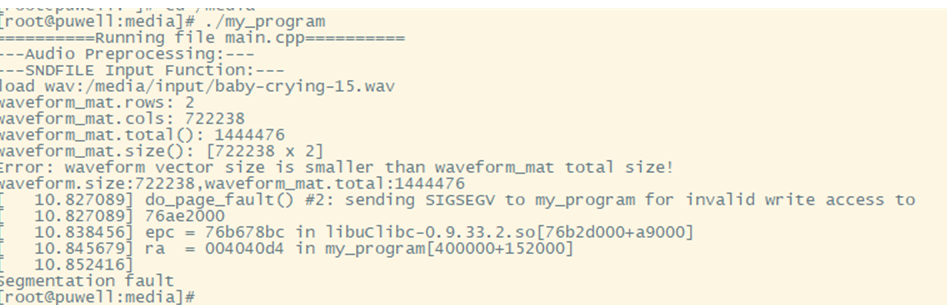 [root@puwell:media]# ./my_program
==========Running file main.cpp==========
---Audio Preprocessing:---
---SNDFILE Input Function:---
load wav:/media/input/baby-crying-15.wav
waveform_mat.rows: 2
waveform_mat.cols: 722238
waveform_mat.total(): 1444476
waveform_mat.size(): [722238 x 2]
Error: waveform vector size is smaller than waveform_mat total size!
waveform.size:722238,waveform_mat.total:1444476
[   10.827089] do_page_fault() #2: sending SIGSEGV to my_program for invalid write access to
[   10.827089] 76ae2000
[   10.838456] epc = 76b678bc in libuClibc-0.9.33.2.so[76b2d000+a9000]
[   10.845679] ra  = 004040d4 in my_program[400000+152000]
[   10.852416]
Segmentation fault
[root@puwell:media]#